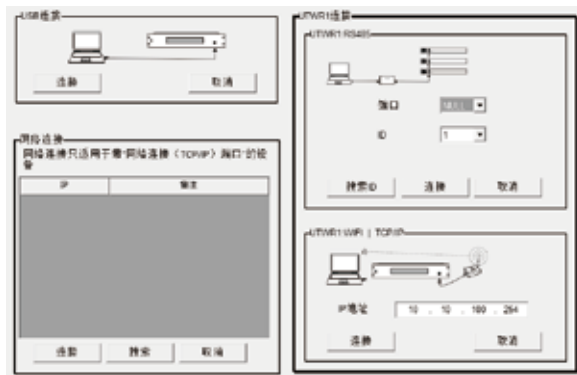 USB连接
连接 取消
网络连接
网络连接只适用于带“网络连接（TCP/IP）端口”的设
备
IP 端口
连接 搜索 取消
UTWR1连接
UTWR1:RS485
端口 NULL
ID 1
搜索ID 连接 取消
UTWR1:WIFI | TCP/IP
IP地址 10 . 10 . 100 . 254
连接 取消